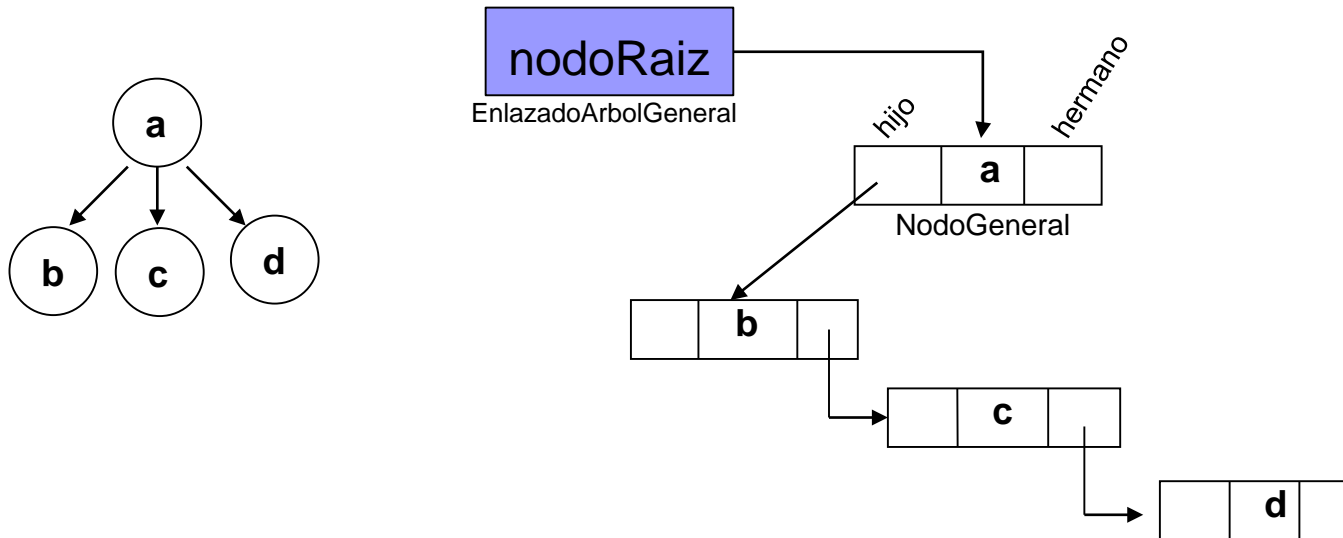 a
b
c
d
nodoRaiz
EnlazadoArbolGeneral
hijo
hermano
a
NodoGeneral
b
c
d